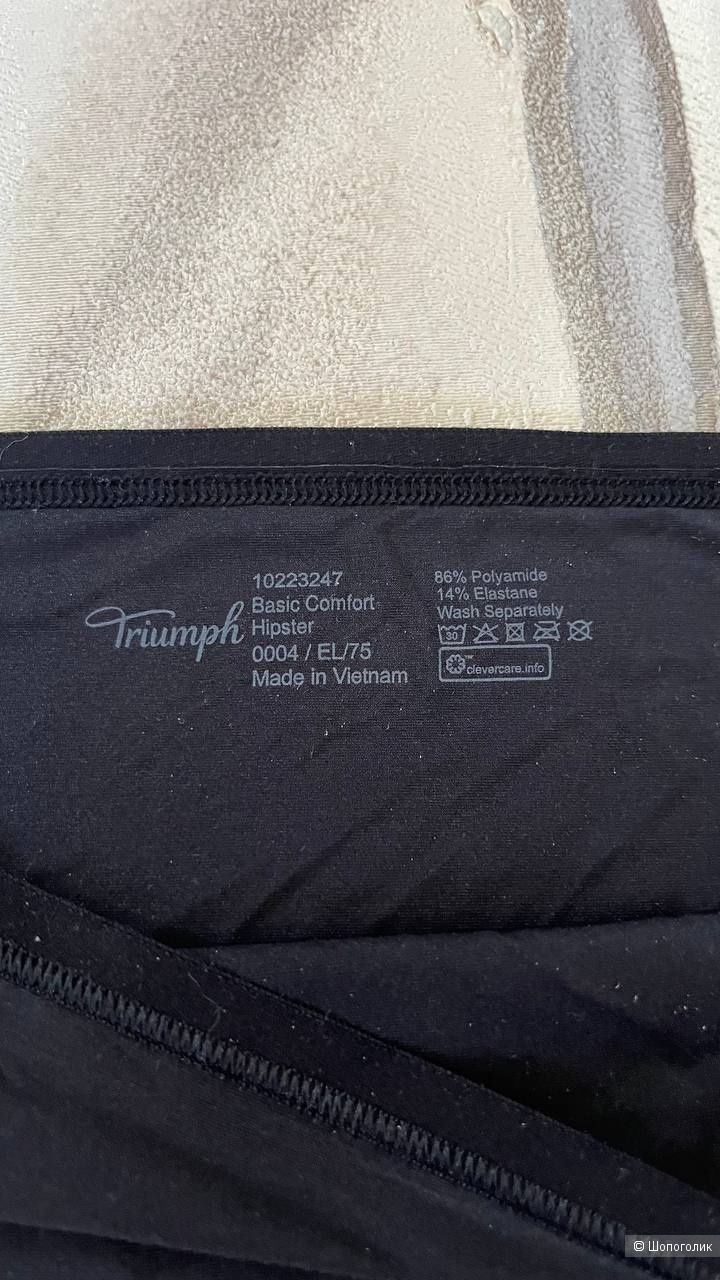 Triumph
10223247
Basic Comfort
Hipster
0004 / EL/75
Made in Vietnam
86% Polyamide
14% Elastane
Wash Separately
30
clevercare.info
© Шопоголик